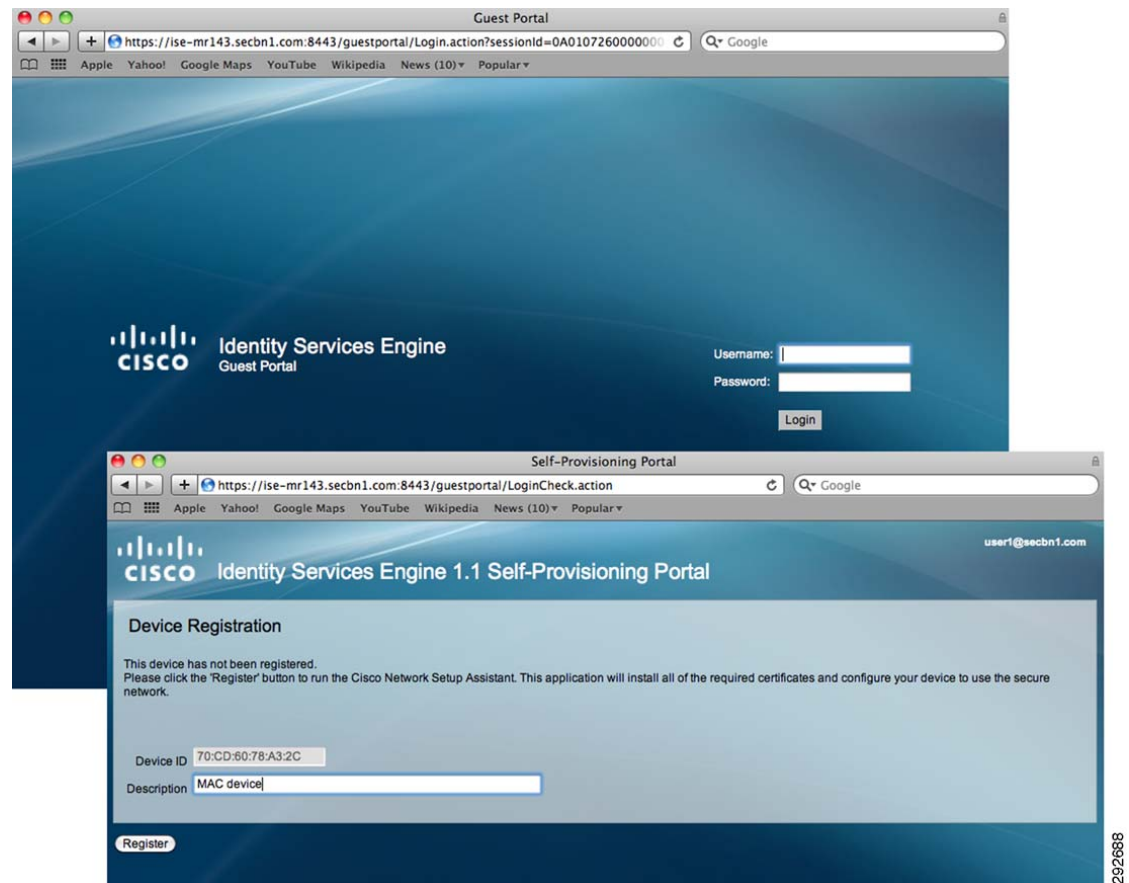 Guest Portal
https://ise-mr143.secbn1.com:8443/guestportal/Login.action?sessionId=0A0107260000000
Google
Apple Yahoo! Google Maps YouTube Wikipedia News (10) Popular
CISCO
Identity Services Engine
Guest Portal
Username:
Password:
Login
Self-Provisioning Portal
https://ise-mr143.secbn1.com:8443/guestportal/LoginCheck.action
Google
Apple Yahoo! Google Maps YouTube Wikipedia News (10) Popular
user1@secbn1.com
CISCO
Identity Services Engine 1.1 Self-Provisioning Portal
Device Registration
This device has not been registered.
Please click the 'Register' button to run the Cisco Network Setup Assistant. This application will install all of the required certificates and configure your device to use the secure
network.
Device ID 70:CD:60:78:A3:2C
Description MAC device
Register
292688